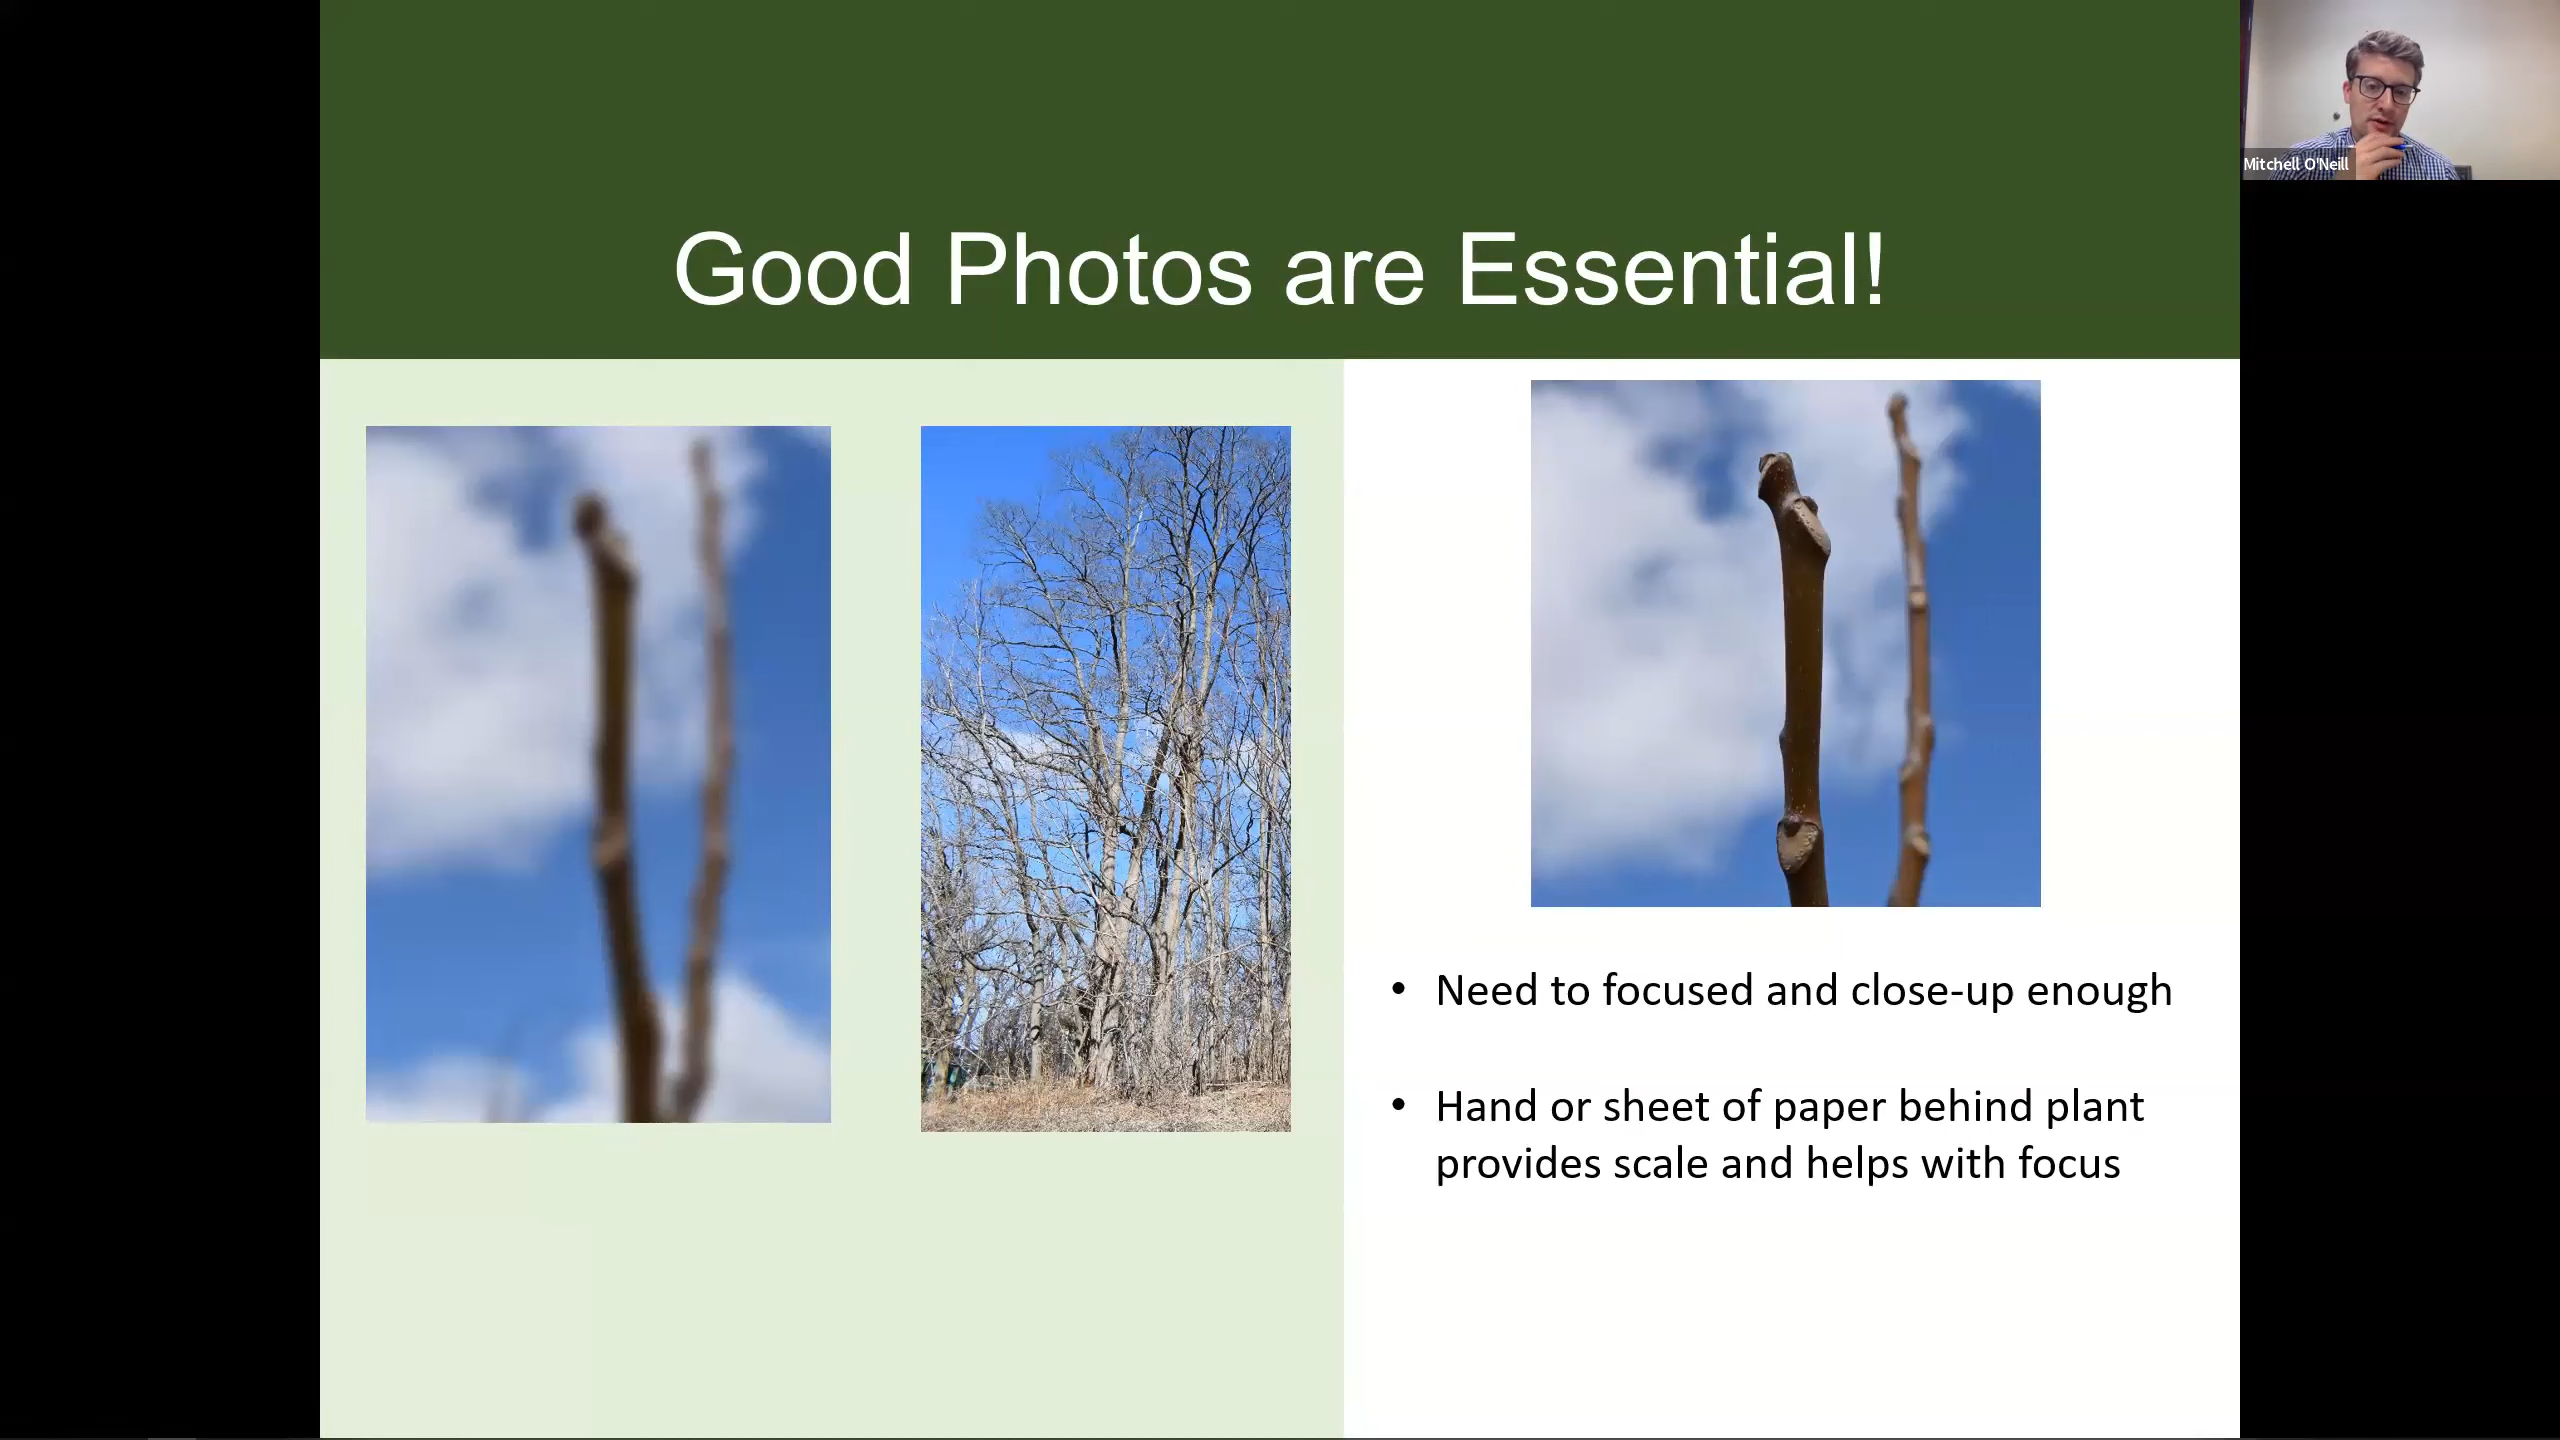 Mitchell O'Neill
Good Photos are Essential!
• Need to focused and close-up enough
• Hand or sheet of paper behind plant
provides scale and helps with focus